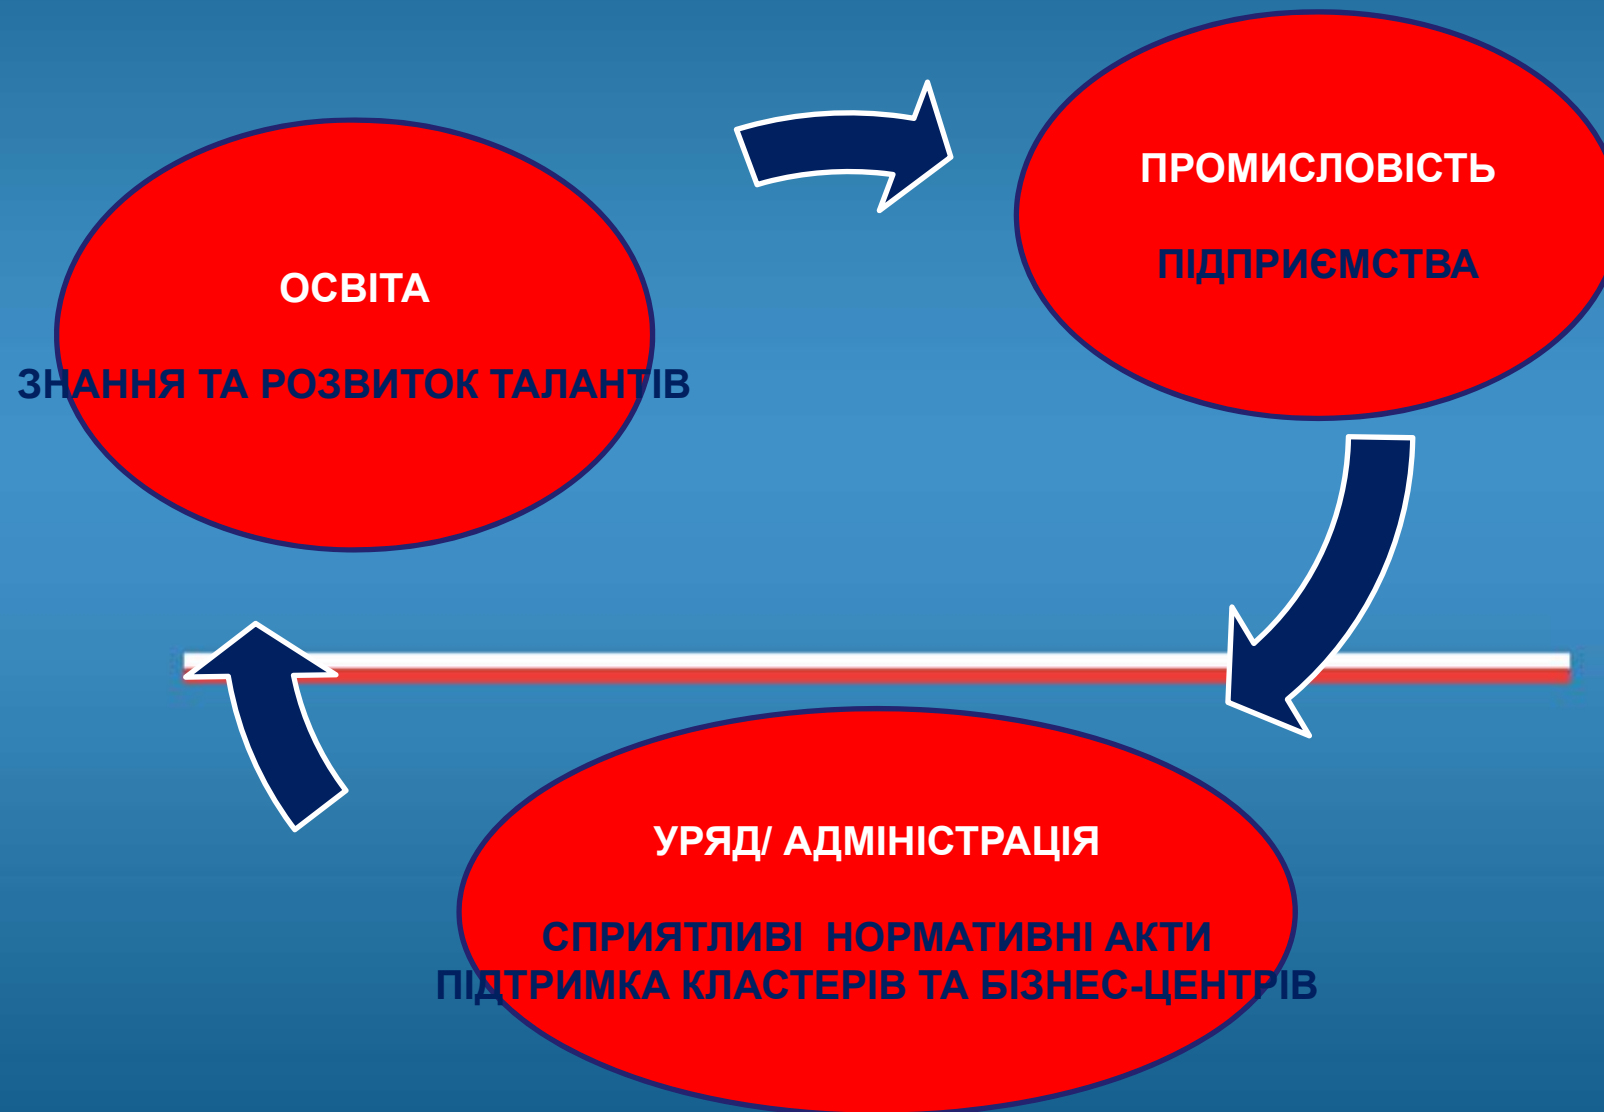 ОСВІТА
ЗНАННЯ ТА РОЗВИТОК ТАЛАНТІВ
ПРОМИСЛОВІСТЬ
ПІДПРИЄМСТВА
УРЯД/ АДМІНІСТРАЦІЯ
СПРИЯТЛИВІ  НОРМАТИВНІ АКТИ
ПІДТРИМКА КЛАСТЕРІВ ТА БІЗНЕС-ЦЕНТРІВ